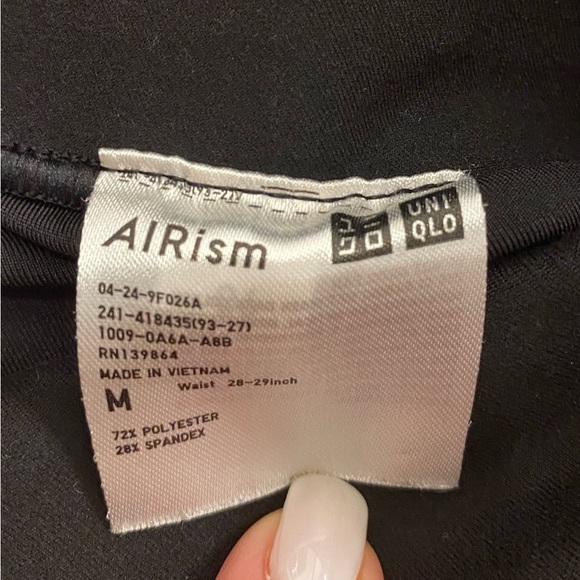 AIRism
ユニ
クロ
UNI
QLO
04-24-9F026A
241-418435(93-27)
1009-0A6A-A8B
RN139864
MADE IN VIETNAM
M Waist 28-29inch
72% POLYESTER
28% SPANDEX